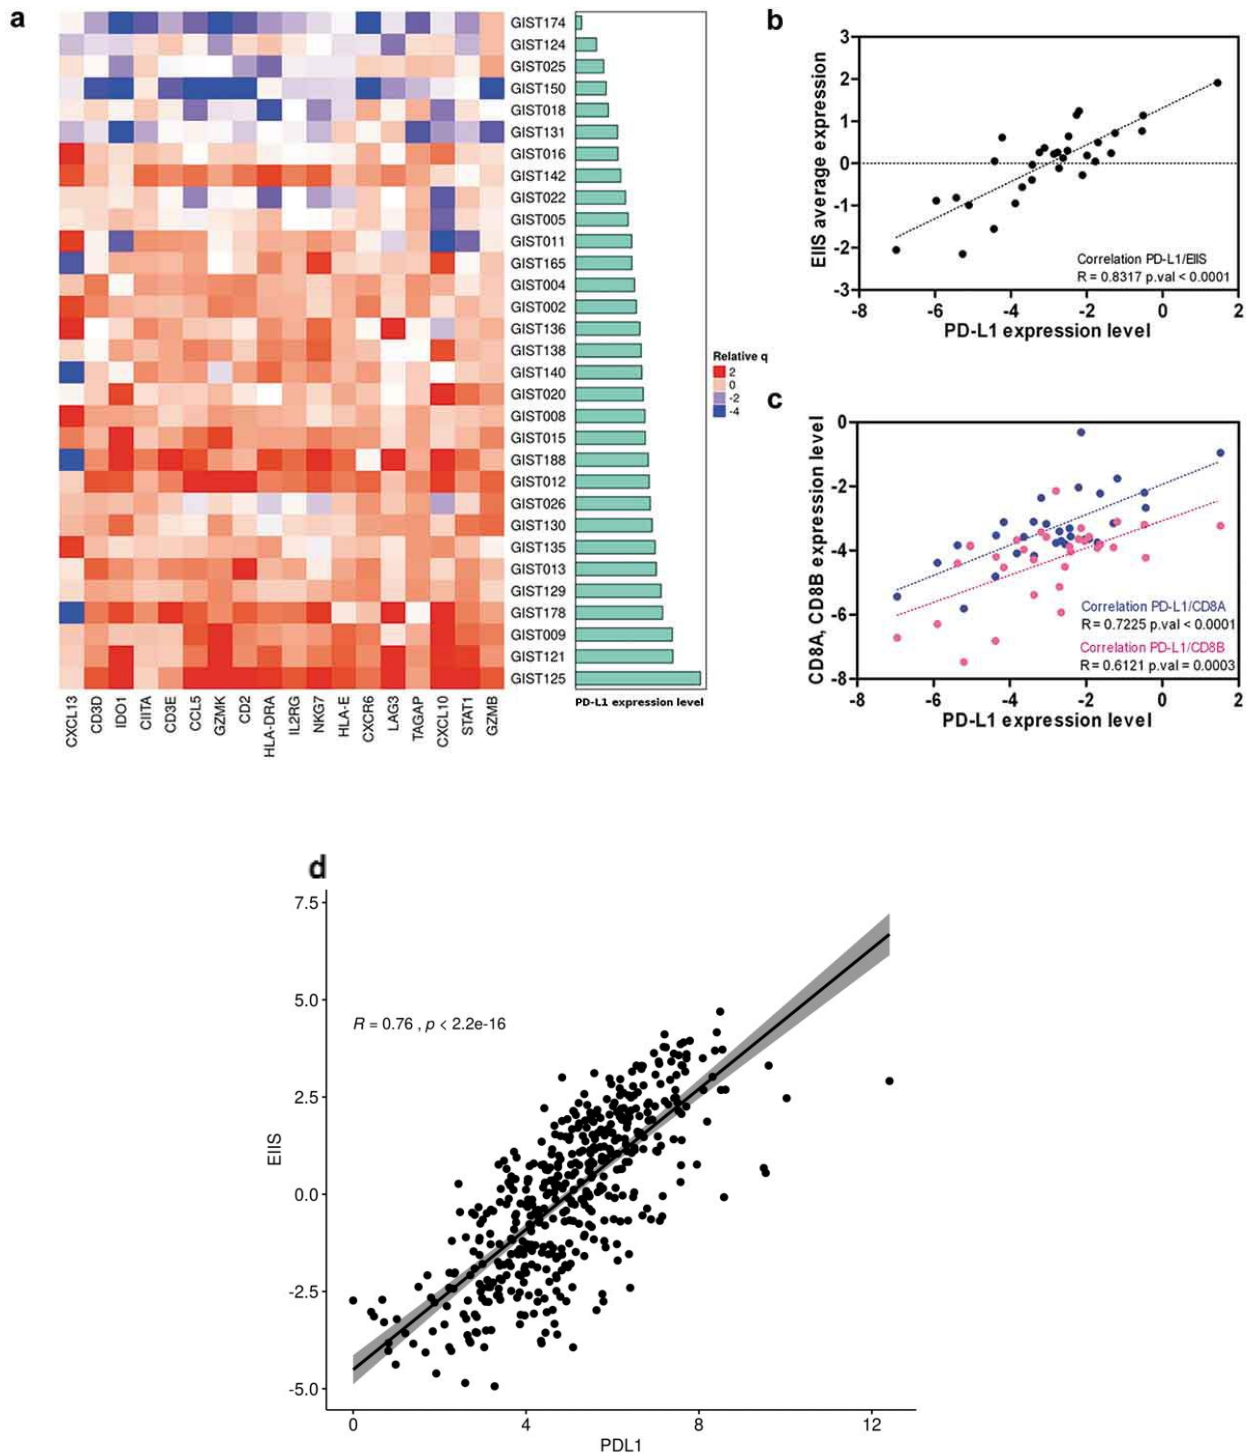 a
GIST174
GIST124
GIST025
GIST150
GIST018
GIST131
GIST016
GIST142
GIST022
GIST005
GIST011
GIST165
GIST004
GIST002
GIST136
GIST138
GIST140
GIST020
GIST008
GIST015
GIST188
GIST012
GIST026
GIST130
GIST135
GIST013
GIST129
GIST178
GIST009
GIST121
GIST125
CXCL13
CD3D
IDO1
CIITA
CD3E
CCL5
GZMK
CD2
HLA-DRA
IL2RG
NKG7
HLA-E
CXCR6
LAG3
TAGAP
CXCL10
STAT1
GZMB
PD-L1 expression level
Relative q
2
0
-2
-4
b
EIIS average expression
3
2
1
0
-1
-2
-3
Correlation PD-L1/EIIS
R = 0.8317 p.val < 0.0001
-8 -6 -4 -2 0 2
PD-L1 expression level
c
CD8A, CD8B expression level
0
-2
-4
-6
-8
Correlation PD-L1/CD8A
R = 0.7225 p.val < 0.0001
Correlation PD-L1/CD8B
R = 0.6121 p.val = 0.0003
-8 -6 -4 -2 0 2
PD-L1 expression level
d
EIIS
7.5
5.0
2.5
0.0
-2.5
-5.0
R = 0.76 , p < 2.2e-16
0 4 8 12
PDL1